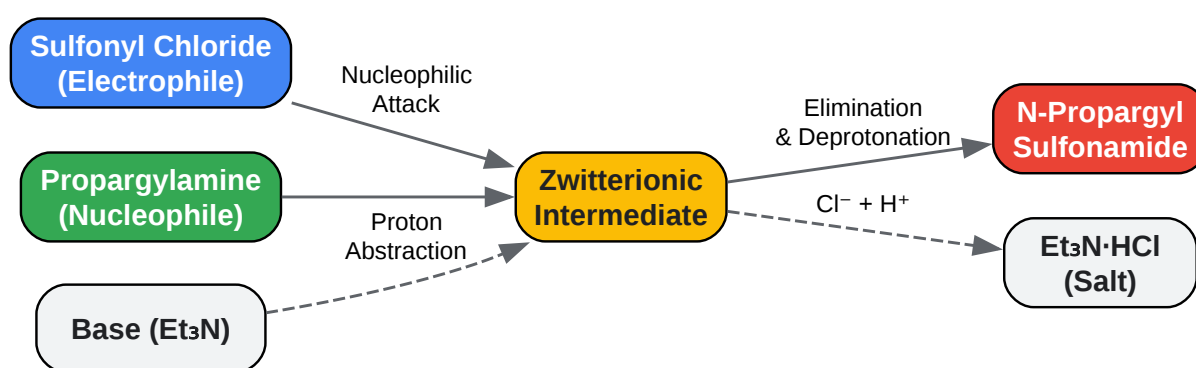 Sulfonyl Chloride
(Electrophile)
Nucleophilic
Attack
Propargylamine
(Nucleophile)
Proton
Abstraction
Base (Et₃N)
Zwitterionic
Intermediate
Elimination
& Deprotonation
Cl⁻ + H⁺
N-Propargyl
Sulfonamide
Et₃N·HCl
(Salt)